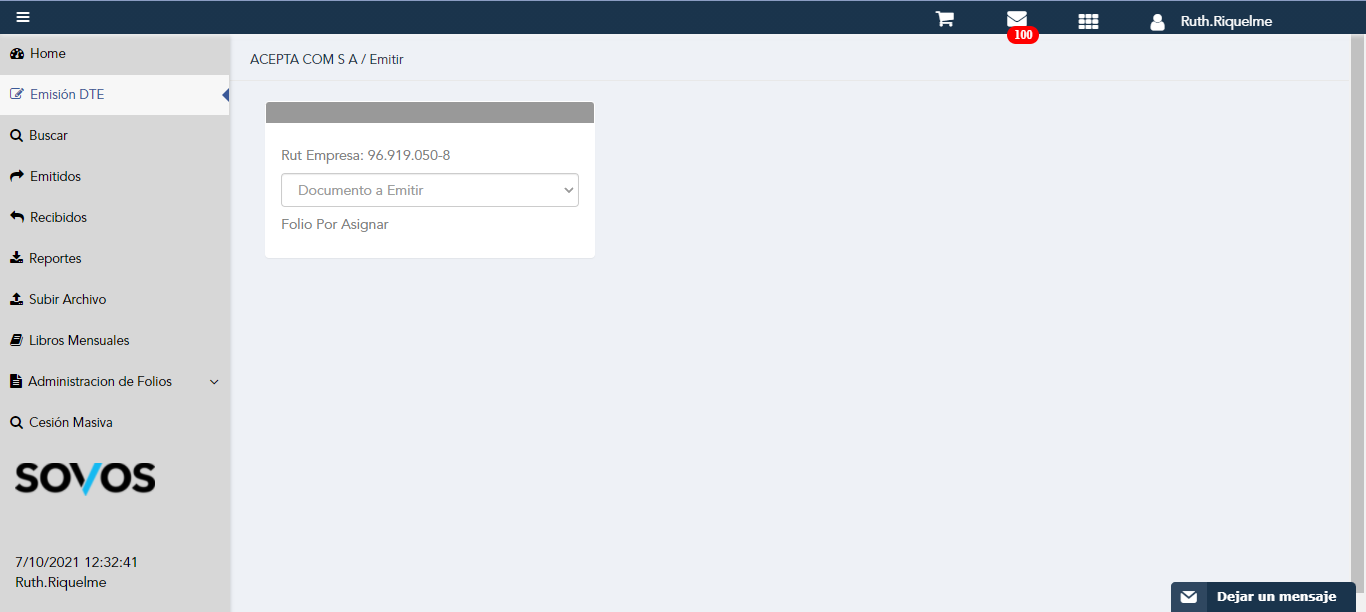 100
Ruth.Riquelme
Home
Emisión DTE
Buscar
Emitidos
Recibidos
Reportes
Subir Archivo
Libros Mensuales
Administracion de Folios
Cesión Masiva
SOVOS
7/10/2021 12:32:41
Ruth.Riquelme
ACEPTA COM S A / Emitir
Rut Empresa: 96.919.050-8
Documento a Emitir
Folio Por Asignar
Dejar un mensaje